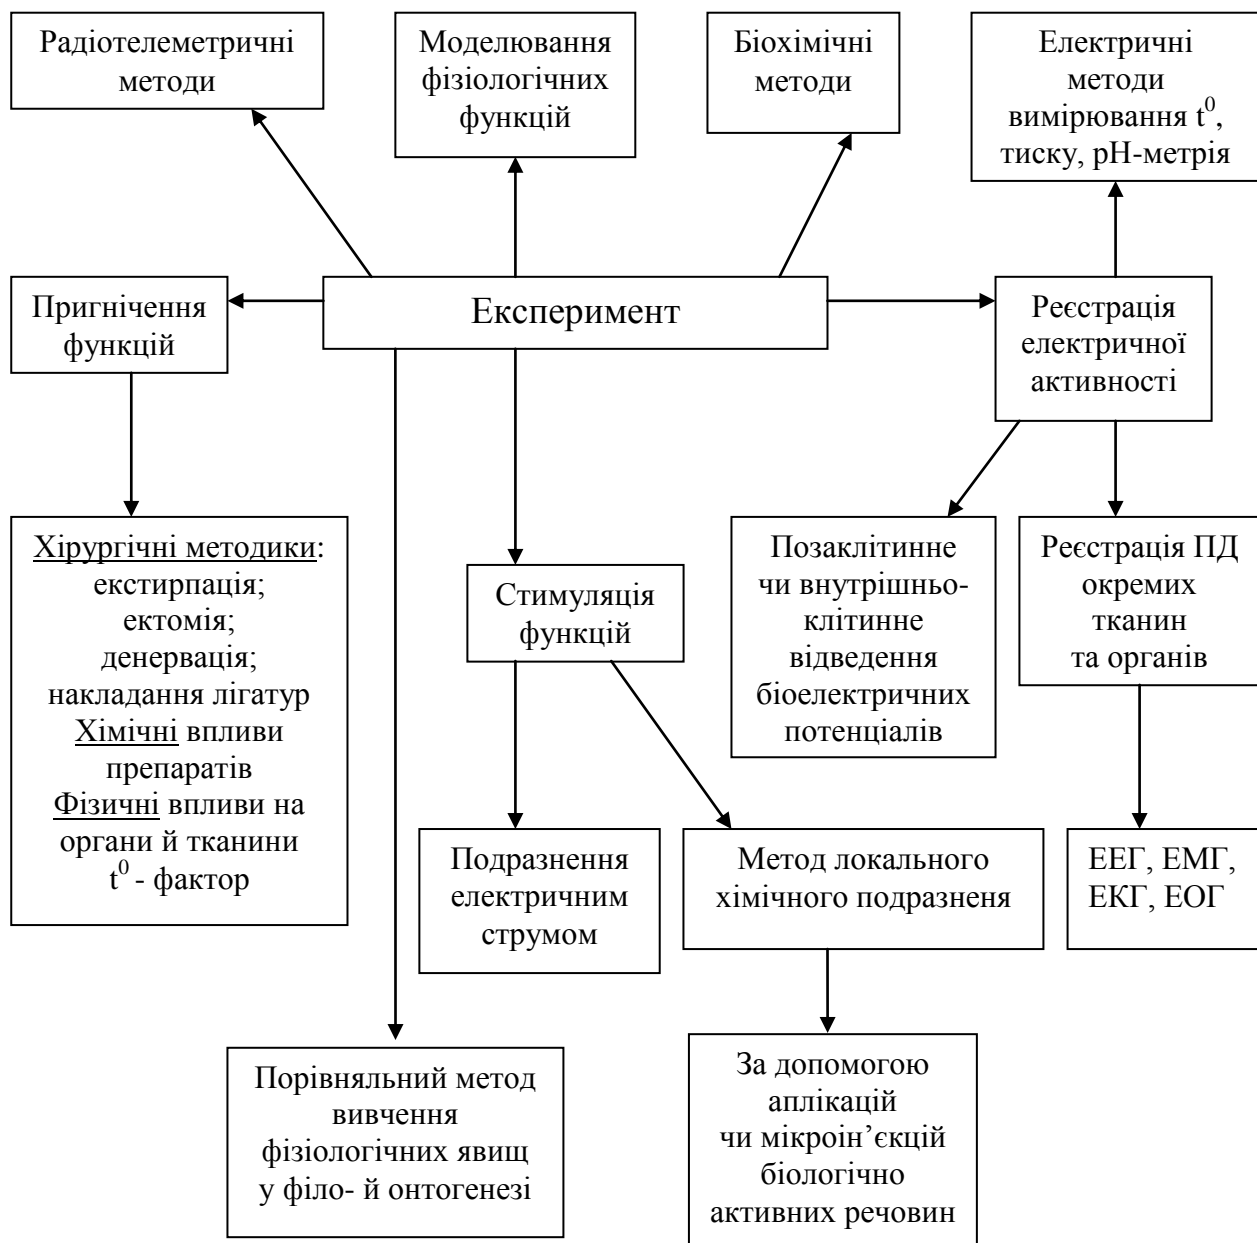 Радіотелеметричні
методи
Моделювання
фізіологічних
функцій
Біохімічні
методи
Електричні
методи
вимірювання t⁰,
тиску, рН-метрія
Пригнічення
функцій
Експеримент
Реєстрація
електричної
активності
Хірургічні методики:
екстирпація;
ектомія;
денервація;
накладання лігатур
Хімічні впливи
препаратів
Фізичні впливи на
органи й тканини
t⁰ - фактор
Стимуляція
функцій
Позаклітинне
чи внутрішньо-
клітинне
відведення
біоелектричних
потенціалів
Реєстрація ПД
окремих
тканин
та органів
Подразнення
електричним
струмом
Метод локального
хімічного подразненя
ЕЕГ, ЕМГ,
ЕКГ, ЕОГ
Порівняльний метод
вивчення
фізіологічних явищ
у філо- й онтогенезі
За допомогою
аплікацій
чи мікроін’єкцій
біологічно
активних речовин